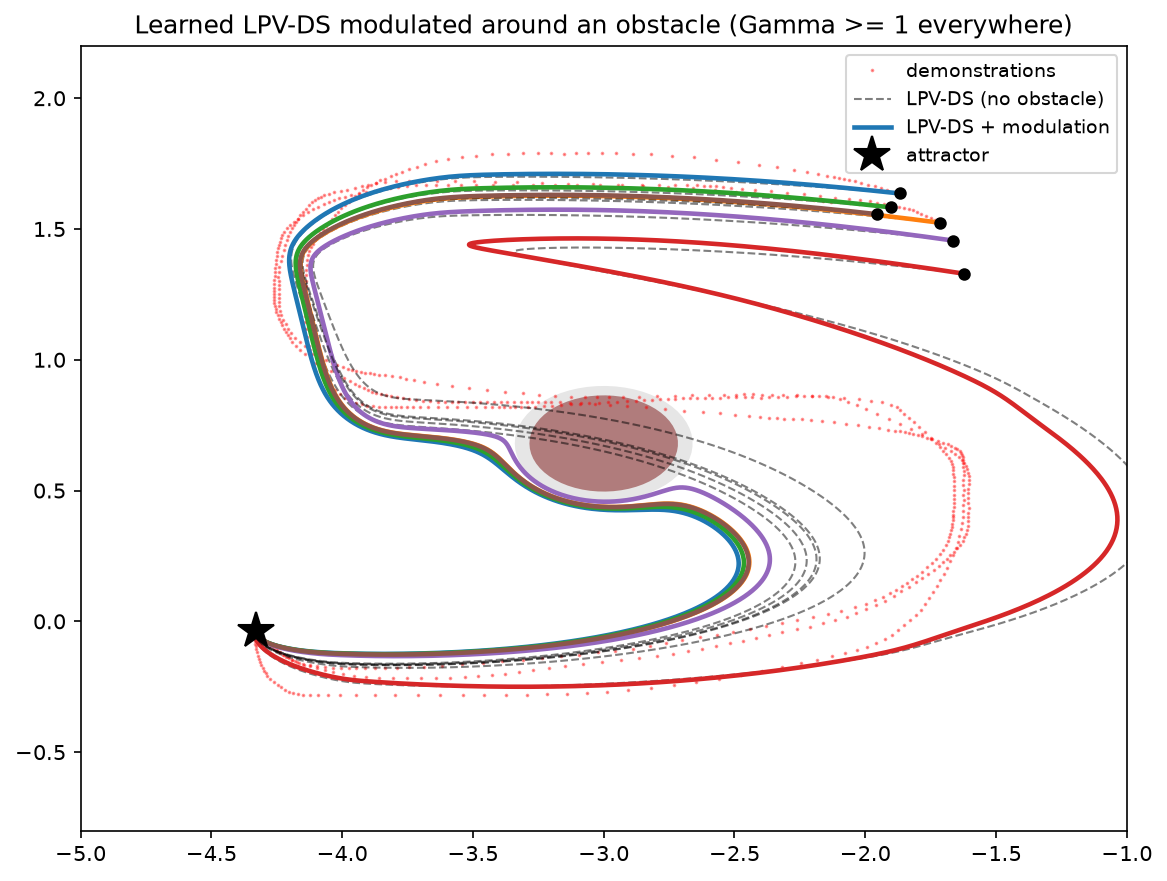 Learned LPV-DS modulated around an obstacle (Gamma >= 1 everywhere)
demonstrations
LPV-DS (no obstacle)
LPV-DS + modulation
attractor
2.0
1.5
1.0
0.5
0.0
−0.5
−5.0 −4.5 −4.0 −3.5 −3.0 −2.5 −2.0 −1.5 −1.0